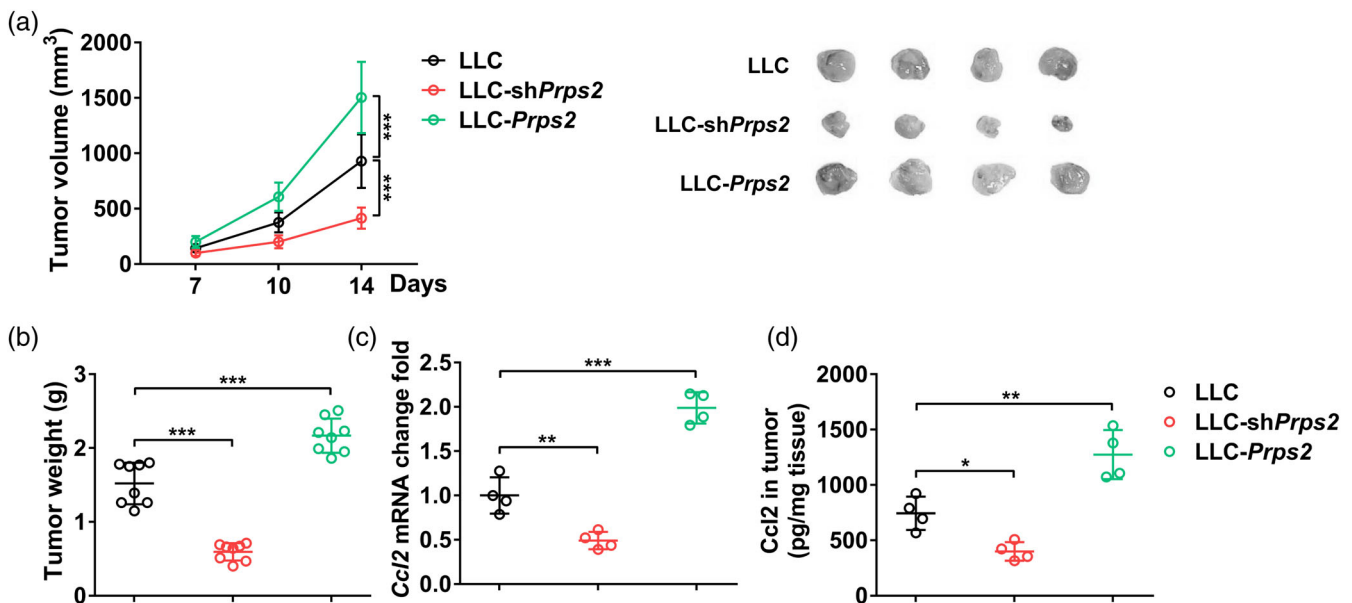 (a)
Tumor volume (mm³)
2000
1500
1000
500
0
7 10 14 Days
***
***
LLC
LLC-shPrps2
LLC-Prps2
LLC
LLC-shPrps2
LLC-Prps2
(b)
Tumor weight (g)
3
2
1
0
***
***
(c)
Ccl2 mRNA change fold
2.5
2.0
1.5
1.0
0.5
0.0
***
**
(d)
Ccl2 in tumor
(pg/mg tissue)
2000
1500
1000
500
0
**
*
LLC
LLC-shPrps2
LLC-Prps2